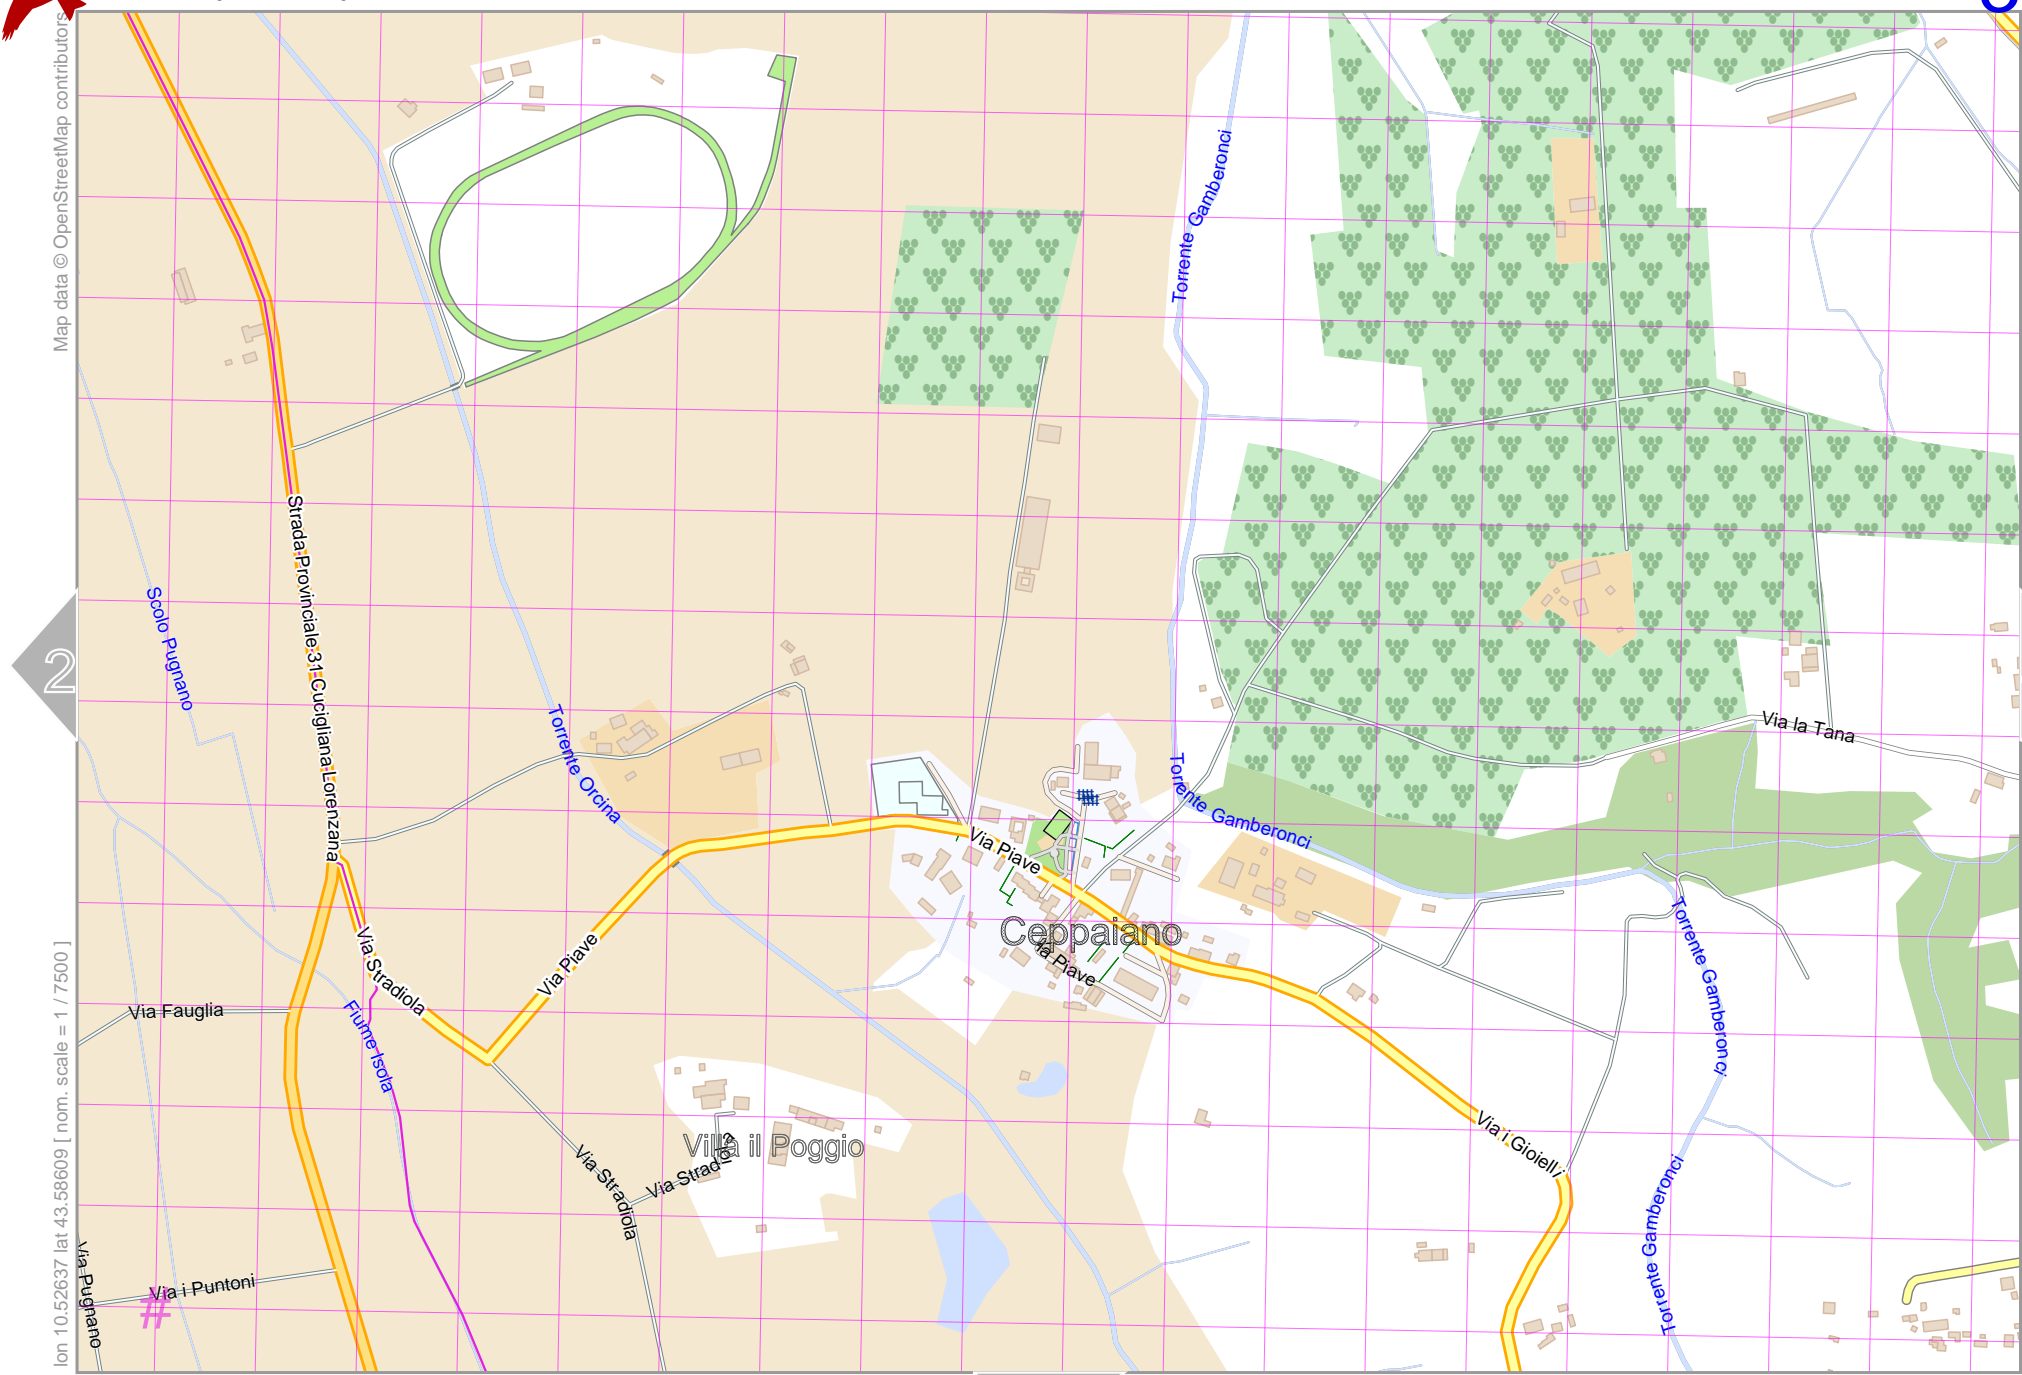 Map data © OpenStreetMap contributors
Torrente Gamberonci
Strada Provinciale 31 Cucigliana Lorenzana
Scolo Pugnano
2
Torrente Orcina
Via la Tana
Torrente Gamberonci
Via Piave
Ceppaiano
Via Piave
Via Stradiola
Via Fauglia
Fiume Isola
Torrente Gamberonci
lon 10.52637 lat 43.58609 [ nom. scale = 1 / 7500 ]
Villa il Poggio
Via Stradiola
Via Stradiola
Via i Gioielli
Torrente Gamberonci
Via Pugnano
Via i Puntoni
#